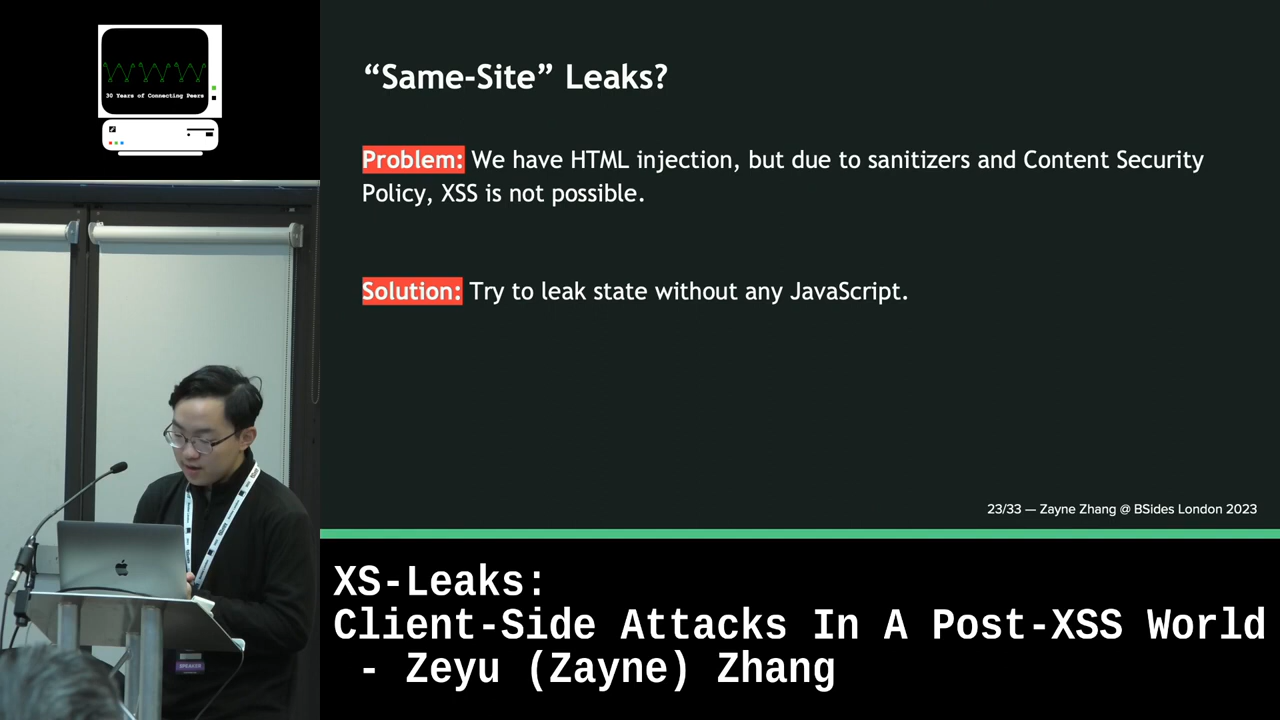 30 Years of Connecting Peers
“Same-Site” Leaks?
Problem: We have HTML injection, but due to sanitizers and Content Security
Policy, XSS is not possible.
Solution: Try to leak state without any JavaScript.
23/33 — Zayne Zhang @ BSides London 2023
SPEAKER
XS-Leaks:
Client-Side Attacks In A Post-XSS World
- Zeyu (Zayne) Zhang